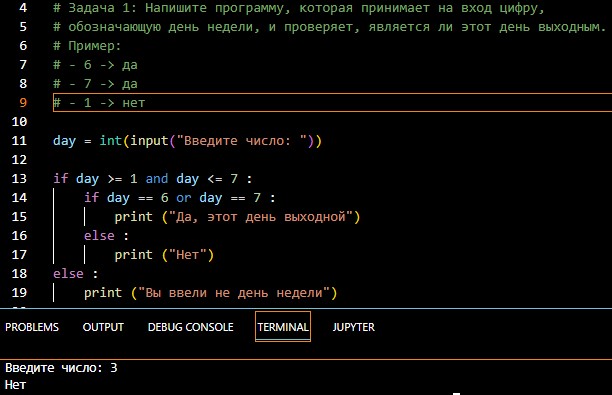 4 # Задача 1: Напишите программу, которая принимает на вход цифру,
5 # обозначающую день недели, и проверяет, является ли этот день выходным.
6 # Пример:
7 # - 6 -> да
8 # - 7 -> да
9 # - 1 -> нет
10
11 day = int(input("Введите число: "))
12
13 if day >= 1 and day <= 7 :
14 if day == 6 or day == 7 :
15 print ("Да, этот день выходной")
16 else :
17 print ("Нет")
18 else :
19 print ("Вы ввели не день недели")
PROBLEMS OUTPUT DEBUG CONSOLE TERMINAL JUPYTER
Введите число: 3
Нет